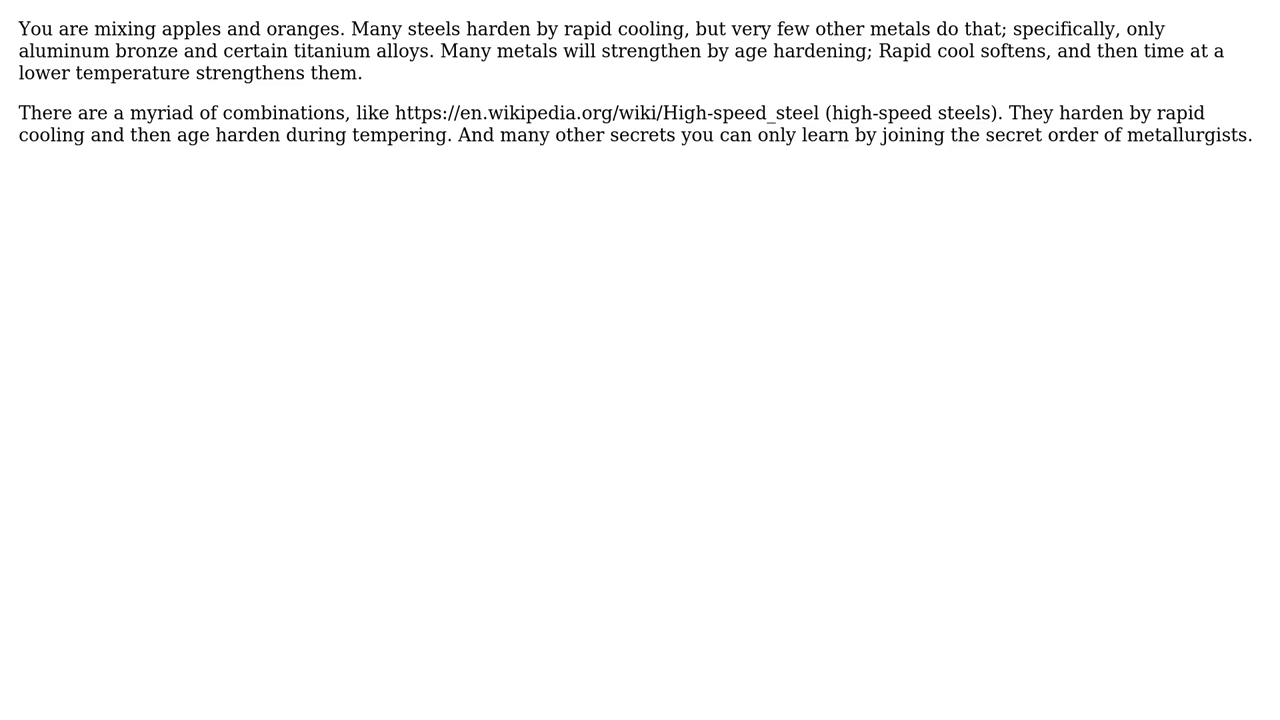 You are mixing apples and oranges. Many steels harden by rapid cooling, but very few other metals do that; specifically, only
aluminum bronze and certain titanium alloys. Many metals will strengthen by age hardening; Rapid cool softens, and then time at a
lower temperature strengthens them.
There are a myriad of combinations, like https://en.wikipedia.org/wiki/High-speed_steel (high-speed steels). They harden by rapid
cooling and then age harden during tempering. And many other secrets you can only learn by joining the secret order of metallurgists.